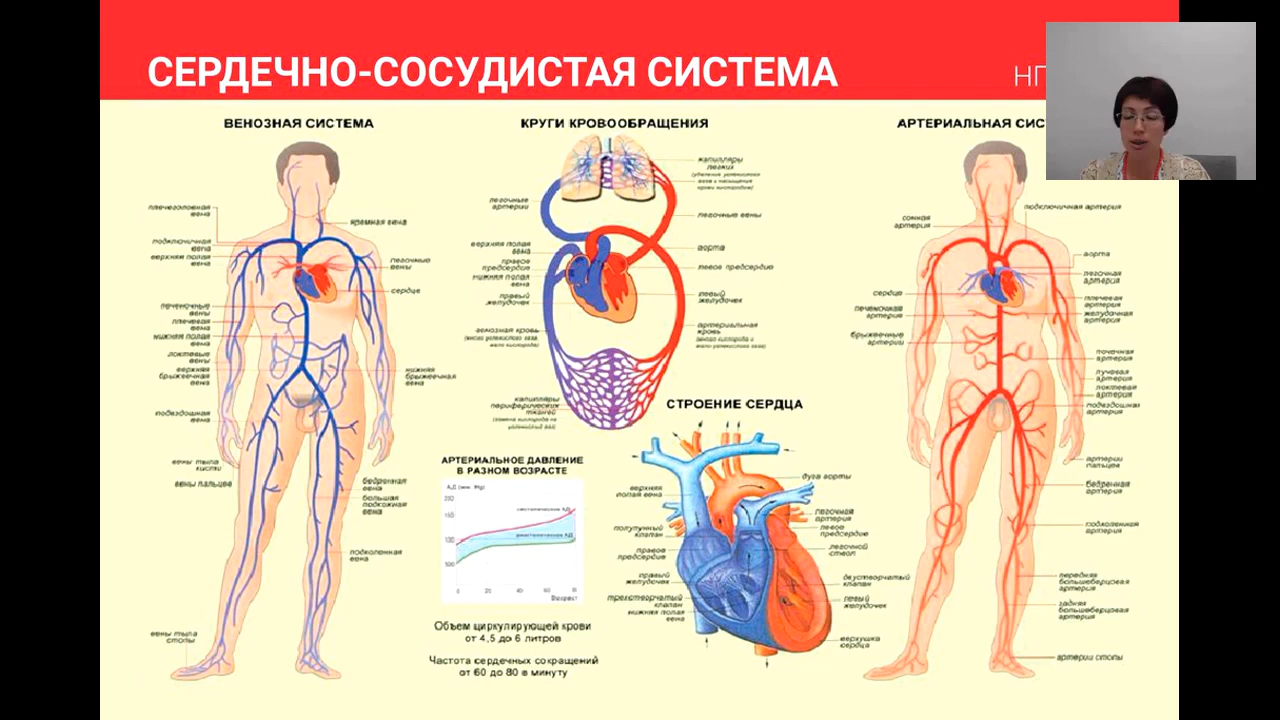 СЕРДЕЧНО-СОСУДИСТАЯ СИСТЕМА
ВЕНОЗНАЯ СИСТЕМА
плечеголовная
вена
подключичная
вена
верхняя полая
вена
печеночные
вены
плечевая
вена
нижняя полая
вена
локтевые
вены
верхняя
брыжеечная
вена
подвздошная
вена
вены тыла
кисти
вены пальцев
вены тыла
стопы
яремная вена
легочные
вены
сердце
нижняя
брыжеечная
вена
бедренная
вена
большая
подкожная
вена
подколенная
вена
КРУГИ КРОВООБРАЩЕНИЯ
легочные
артерии
верхняя полая
вена
правое
предсердие
нижняя полая
вена
правый
желудочек
венозная кровь
капилляры
периферических
тканей
капилляры
легких
легочные вены
аорта
левое предсердие
левый
желудочек
артериальная
кровь
АРТЕРИАЛЬНОЕ ДАВЛЕНИЕ
В РАЗНОМ ВОЗРАСТЕ
Возраст
Объем циркулирующей крови
от 4,5 до 6 литров
Частота сердечных сокращений
от 60 до 80 в минуту
СТРОЕНИЕ СЕРДЦА
верхняя
полая вена
полулунный
клапан
правое
предсердие
правый
желудочек
трехстворчатый
клапан
нижняя полая
вена
дуга аорты
легочная
артерия
левое
предсердие
легочной
ствол
двустворчатый
клапан
левый
желудочек
верхушка
сердца
АРТЕРИАЛЬНАЯ СИС
сонная
артерия
сердце
печеночная
артерия
брыжеечные
артерии
подключичная артерия
аорта
легочная
артерия
плечевая
артерия
желудочная
артерия
почечная
артерия
лучевая
артерия
локтевая
артерия
подвздошная
артерия
артерии
пальцев
бедренная
артерия
подколенная
артерия
передняя
большеберцовая
артерия
задняя
большеберцовая
артерия
артерии стопы